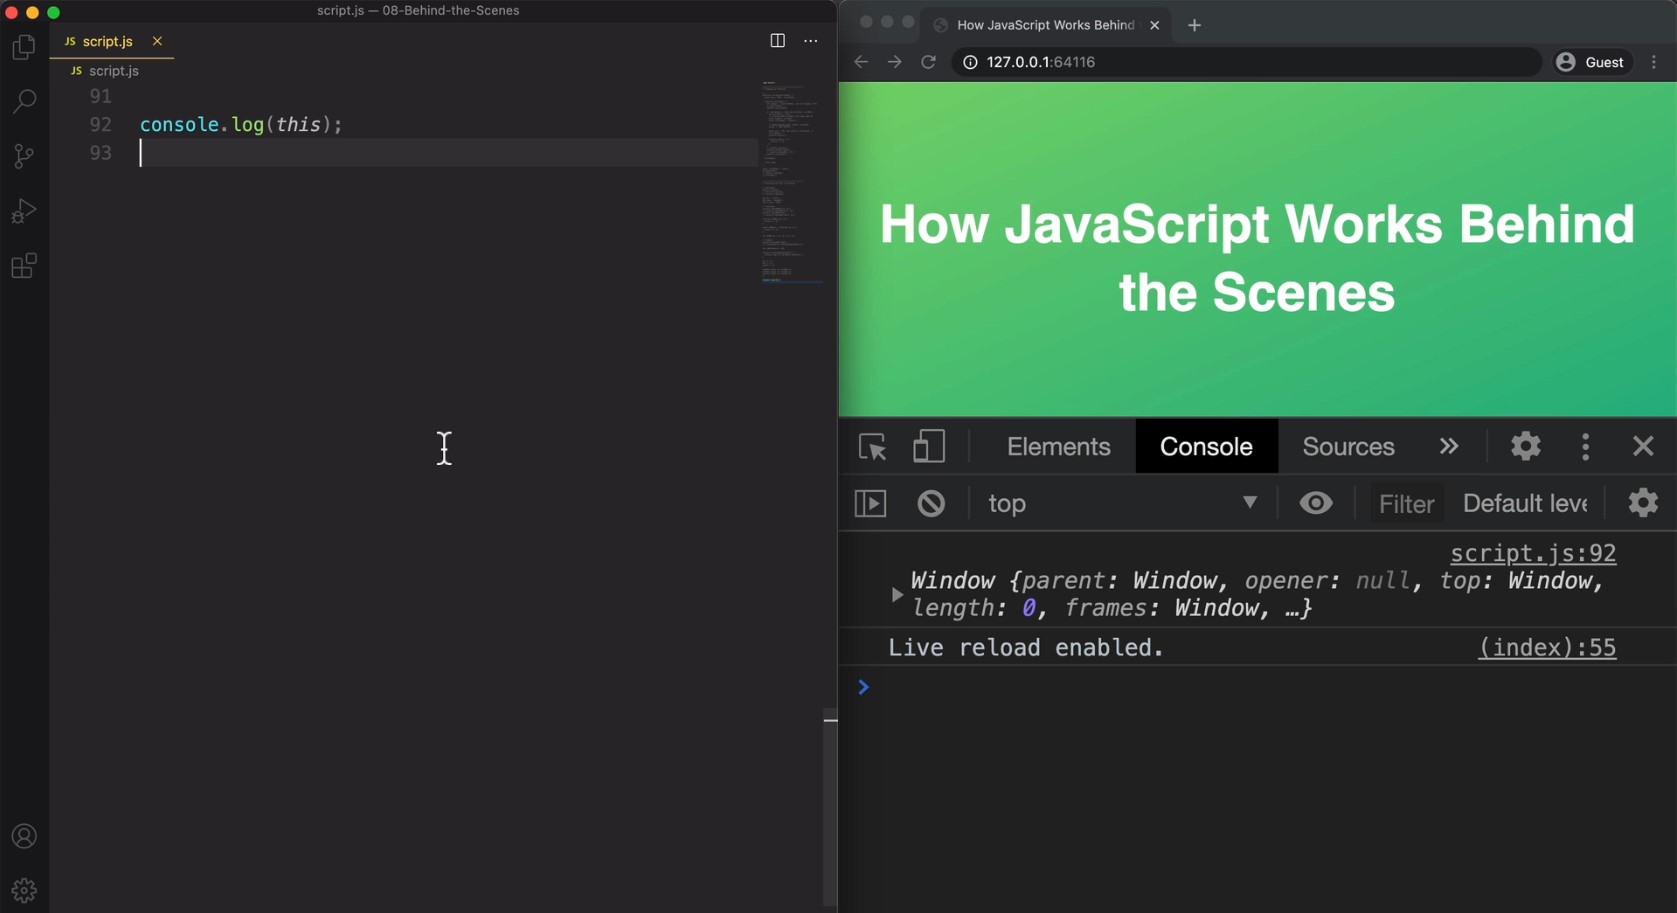 script.js — 08-Behind-the-Scenes
JS script.js
JS script.js
91
92 console.log(this);
93
How JavaScript Works Behind
127.0.0.1:64116
Guest
How JavaScript Works Behind
the Scenes
Elements Console Sources
top Filter Default leve
script.js:92
Window {parent: Window, opener: null, top: Window,
length: 0, frames: Window, …}
Live reload enabled. (index):55